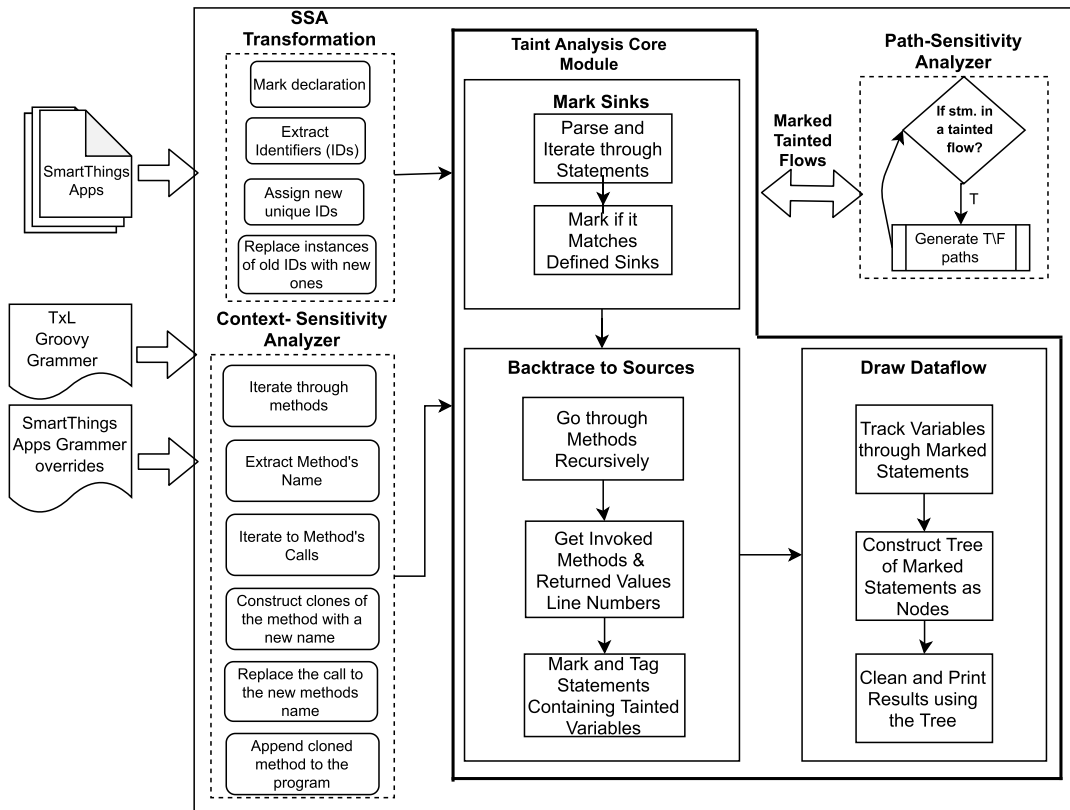 SmartThings
Apps
TxL
Groovy
Grammer
SmartThings
Apps Grammer
overrides
SSA
Transformation
Mark declaration
Extract
Identifiers (IDs)
Assign new
unique IDs
Replace instances
of old IDs with new
ones
Context- Sensitivity
Analyzer
Iterate through
methods
Extract Method's
Name
Iterate to Method's
Calls
Construct clones of
the method with a
new name
Replace the call to
the new methods
name
Append cloned
method to the
program
Taint Analysis Core
Module
Mark Sinks
Parse and
Iterate through
Statements
Mark if it
Matches
Defined Sinks
Backtrace to Sources
Go through
Methods
Recursively
Get Invoked
Methods &
Returned Values
Line Numbers
Mark and Tag
Statements
Containing Tainted
Variables
Draw Dataflow
Track Variables
through Marked
Statements
Construct Tree
of Marked
Statements as
Nodes
Clean and Print
Results using
the Tree
Marked
Tainted
Flows
Path-Sensitivity
Analyzer
If stm. in
a tainted
flow?
T
Generate T\F
paths